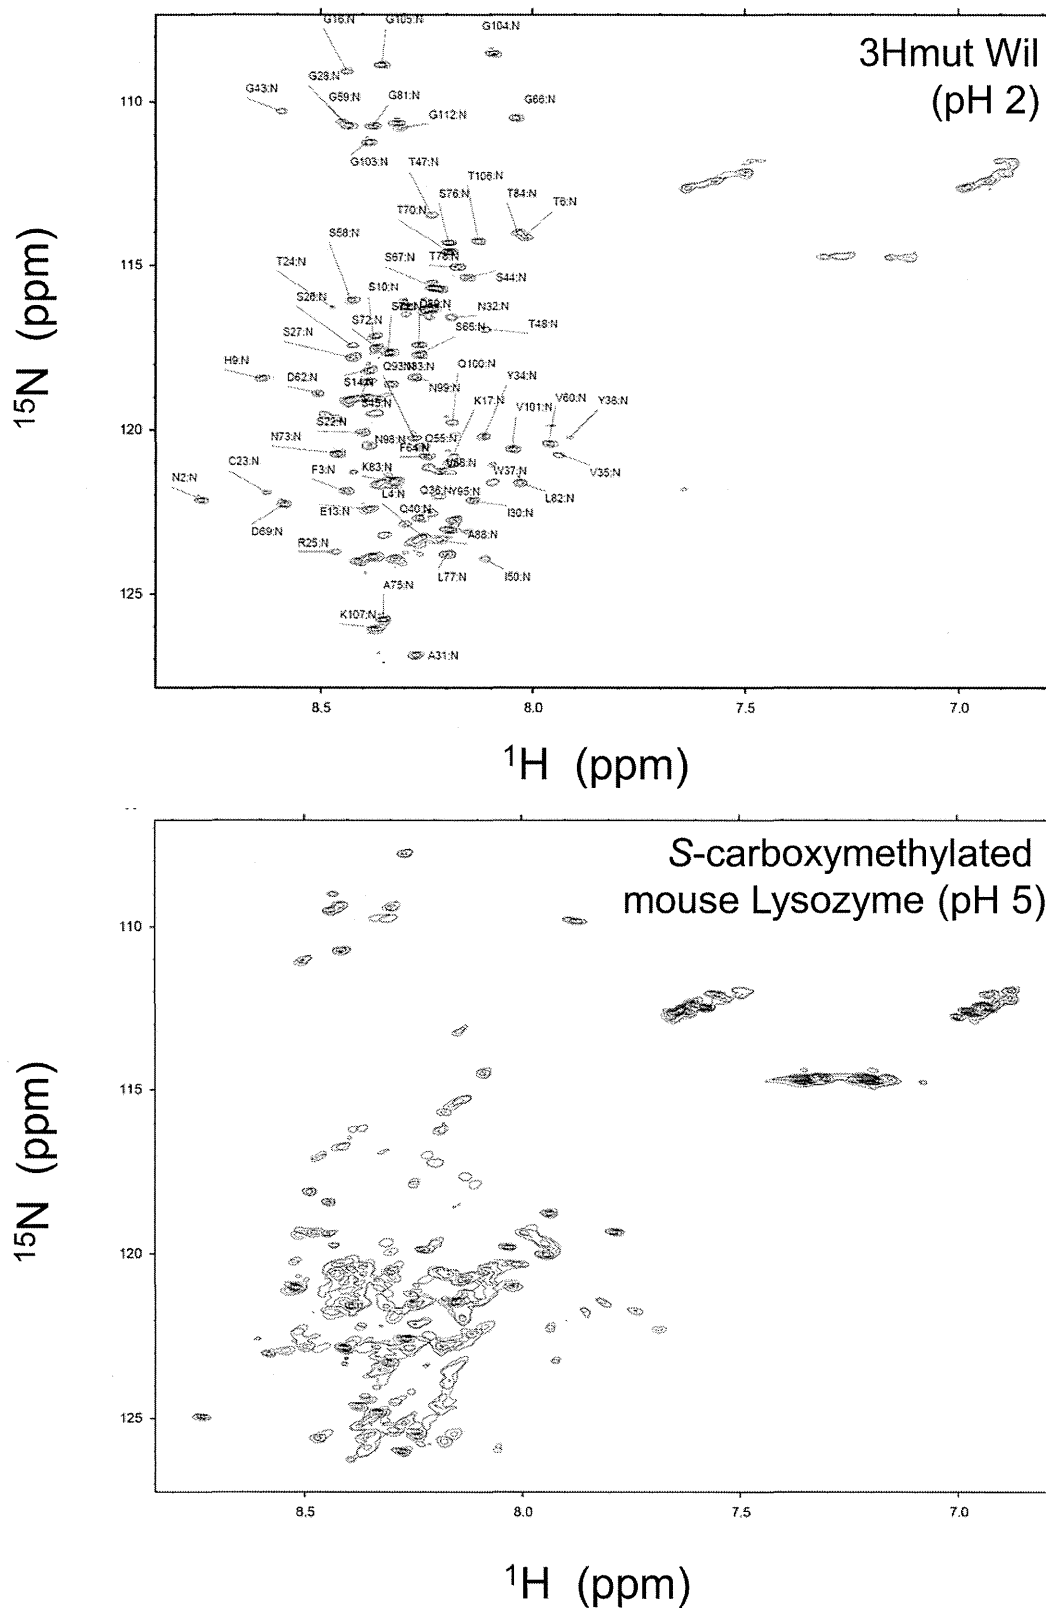 3Hmut Wil
(pH 2)
G16:N
G105:N
G104:N
G28:N
G43:N
G59:N
G81:N
G66:N
G112:N
G103:N
T47:N
T106:N
S76:N
T84:N
T6:N
T70:N
S58:N
S67:N
T78:N
T24:N
S10:N
S44:N
S26:N
N32:N
S72:N
T48:N
S27:N
S65:N
H9:N
Q93:N
Q100:N
D62:N
S14:N
N99:N
K17:N
Y34:N
V60:N
Y36:N
S45:N
V101:N
S22:N
N73:N
N98:N
Q55:N
F64:N
V35:N
C23:N
F3:N
K83:N
W37:N
N2:N
L82:N
L4:N
Y95:N
E13:N
Q40:N
I30:N
D69:N
A88:N
R25:N
L77:N
I50:N
A75:N
K107:N
A31:N
110
115
120
125
15N (ppm)
8.5
8.0
7.5
7.0
1H (ppm)
S-carboxymethylated
mouse Lysozyme (pH 5)
110
115
120
125
15N (ppm)
8.5
8.0
7.5
7.0
1H (ppm)